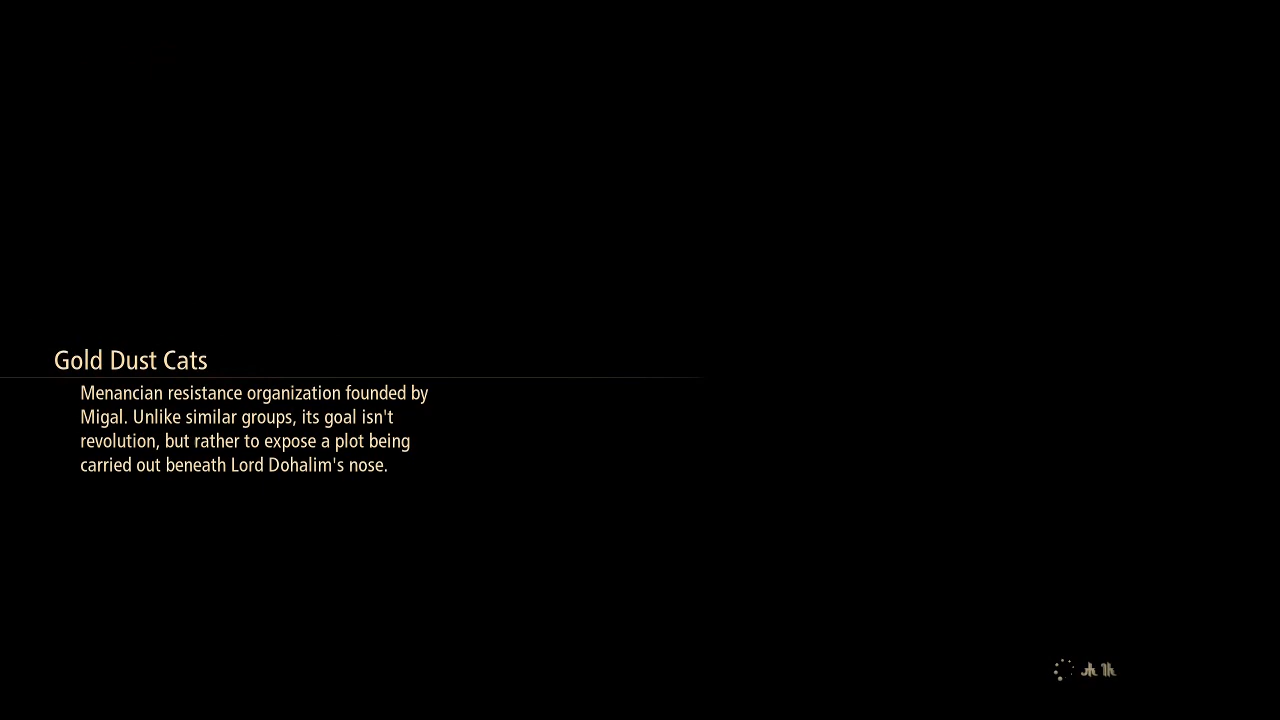 Gold Dust Cats
Menancian resistance organization founded by
Migal. Unlike similar groups, its goal isn't
revolution, but rather to expose a plot being
carried out beneath Lord Dohalim's nose.